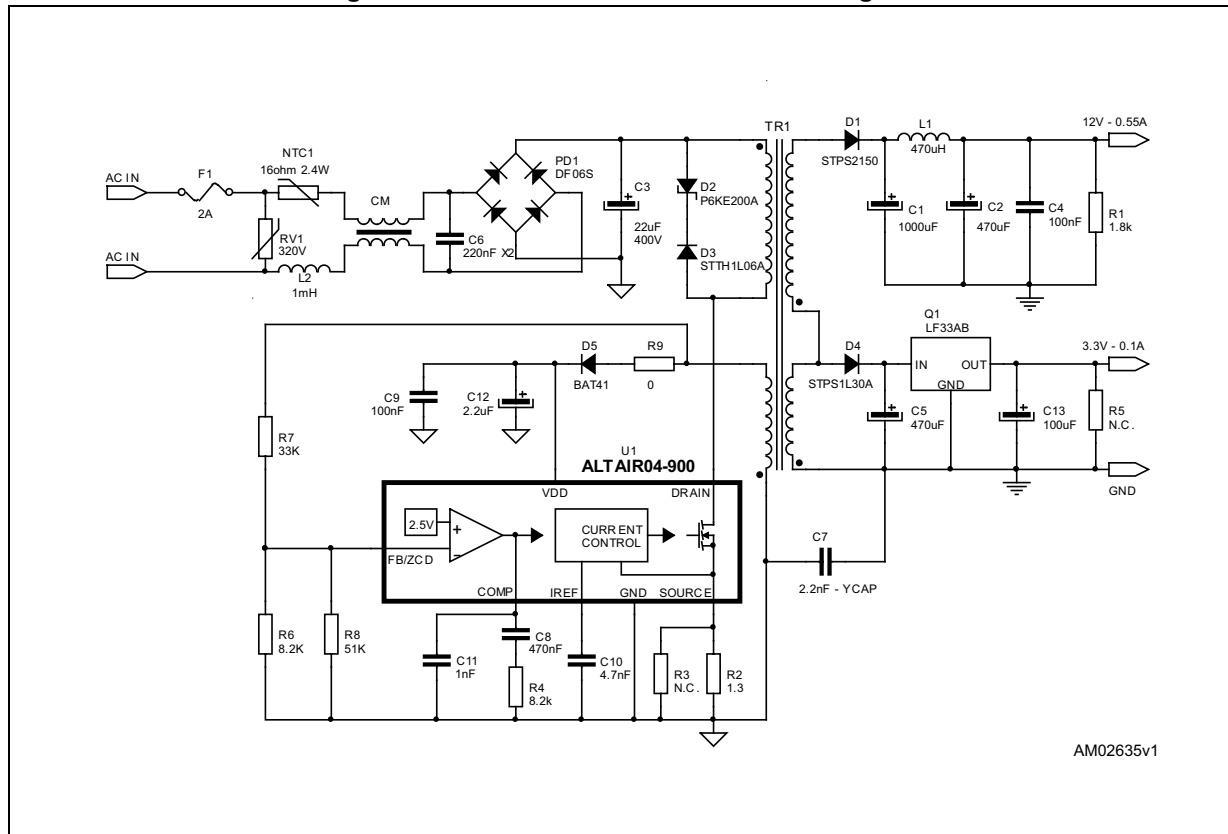 NTC1
16ohm 2.4W
AC IN
F1
2A
RV1
320V
AC IN
L2
1mH
CM
C6
220nF X2
PD1
DF06S
C3
22uF
400V
D2
P6KE200A
D3
STTH1L06A
TR1
D1
STPS2150
L1
470uH
12V - 0.55A
C1
1000uF
C2
470uF
C4
100nF
R1
1.8k
Q1
LF33AB
D4
STPS1L30A
IN
OUT
GND
3.3V - 0.1A
C5
470uF
C13
100uF
R5
N.C.
GND
D5
BAT41
R9
0
C9
100nF
C12
2.2uF
R7
33K
U1
ALTAIR04-900
VDD
DRAIN
2.5V
+
−
CURRENT
CONTROL
FB/ZCD
COMP
IREF
GND
SOURCE
C7
2.2nF - YCAP
R6
8.2K
R8
51K
C11
1nF
C8
470nF
R4
8.2k
C10
4.7nF
R3
N.C.
R2
1.3
AM02635v1